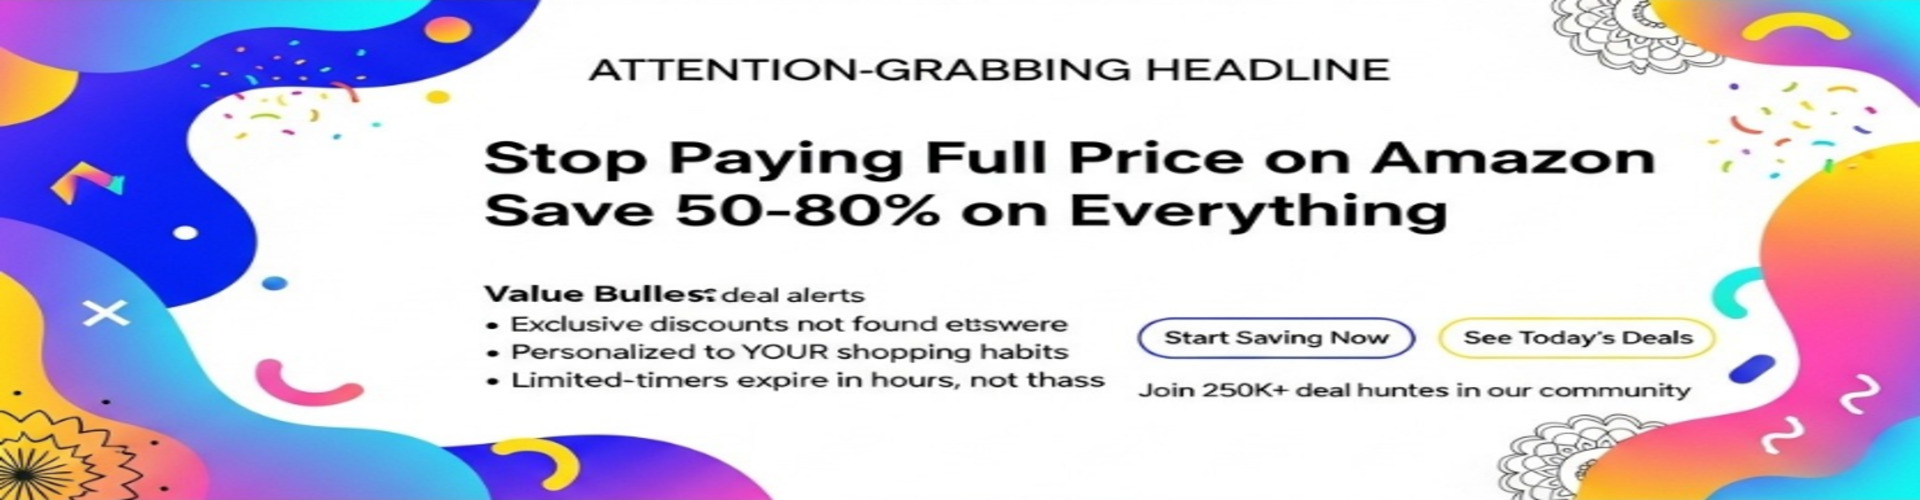 ATTENTION-GRABBING HEADLINE
Stop Paying Full Price on Amazon
Save 50-80% on Everything
Value Bulles: deal alerts
• Exclusive discounts not found
• Personalized to YOUR shopping habits
• Limited-timers expire in hours, not thass
Start Saving Now
See Today's Deals
Join 250K+ deal huntes in our community